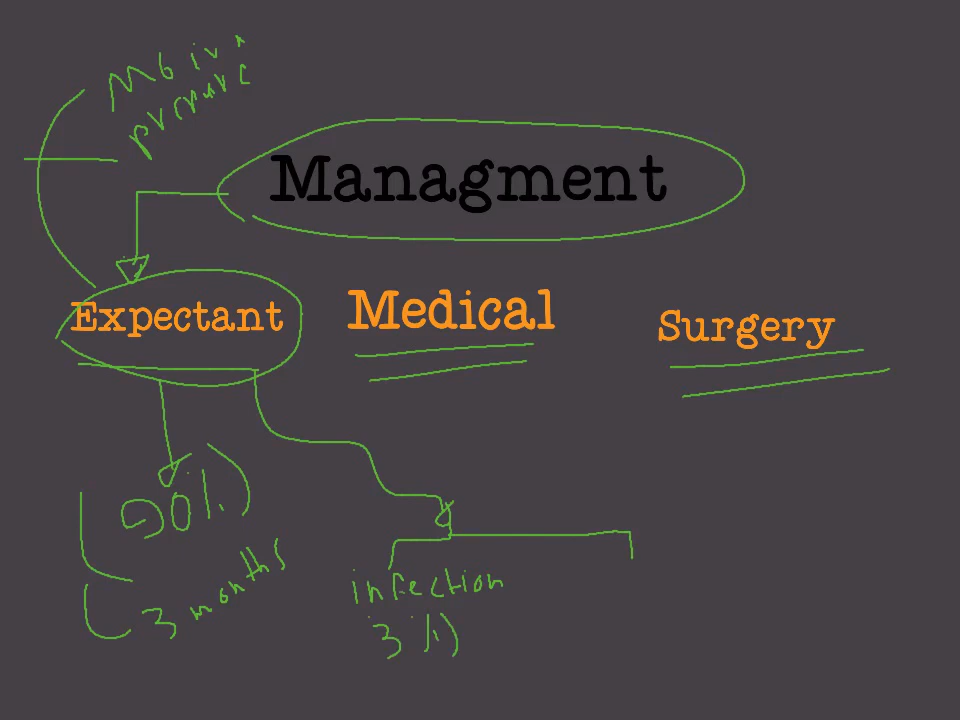 Managment
Expectant
Medical
Surgery
90%
3 months
infection
3%